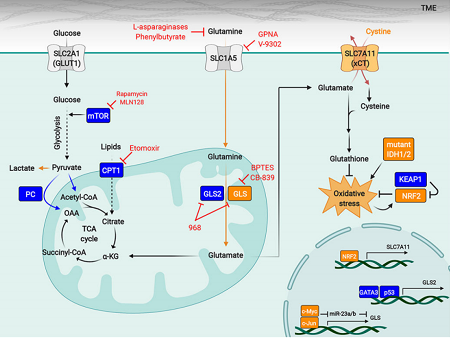 TME
L-asparaginases
Phenylbutyrate
Glucose
Glutamine
GPNA
V-9302
Cystine
SLC2A1
(GLUT1)
SLC1A5
SLC7A11
(xCT)
Glucose
Rapamycin
MLN128
mTOR
Glycolysis
Glutamate
Cysteine
Lipids
Etomoxir
mutant
IDH1/2
Lactate
Pyruvate
CPT1
Glutamine
BPTES
CB-839
Glutathione
KEAP1
PC
Acetyl-CoA
GLS2
GLS
Oxidative
stress
NRF2
OAA
Citrate
968
TCA
cycle
Succinyl-CoA
α-KG
Glutamate
SLC7A11
NRF2
GLS2
GATA3
p53
c-Myc
miR-23a/b
GLS
c-Jun